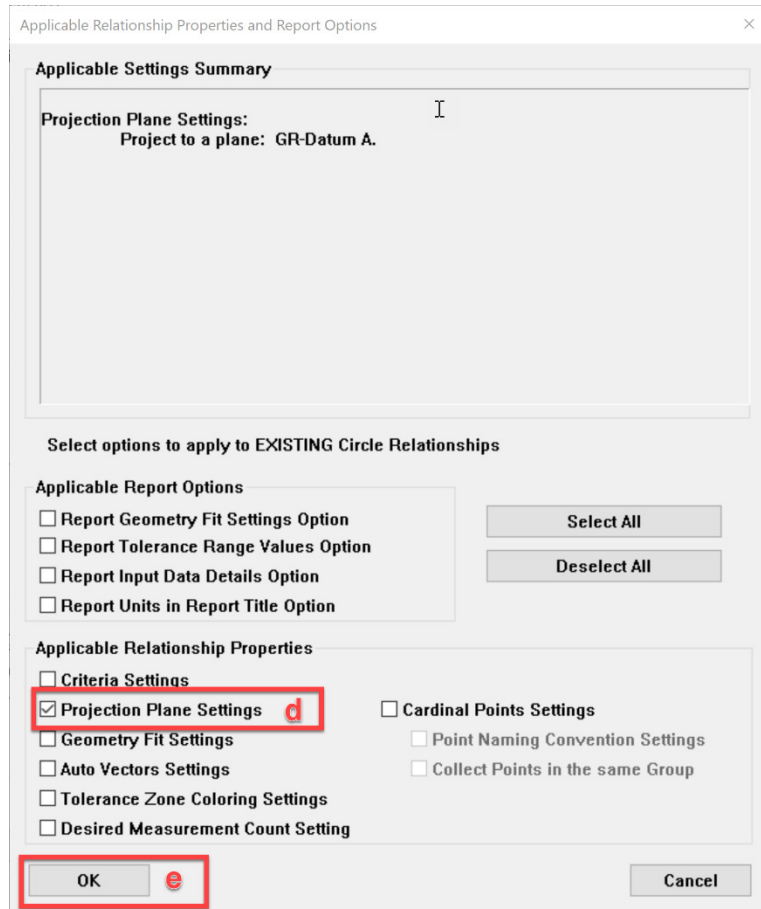 Applicable Relationship Properties and Report Options
Applicable Settings Summary
Projection Plane Settings:
Project to a plane: GR-Datum A.
Select options to apply to EXISTING Circle Relationships
Applicable Report Options
Report Geometry Fit Settings Option
Report Tolerance Range Values Option
Report Input Data Details Option
Report Units in Report Title Option
Select All
Deselect All
Applicable Relationship Properties
Criteria Settings
Projection Plane Settings d
Geometry Fit Settings
Auto Vectors Settings
Tolerance Zone Coloring Settings
Desired Measurement Count Setting
Cardinal Points Settings
Point Naming Convention Settings
Collect Points in the same Group
OK e
Cancel